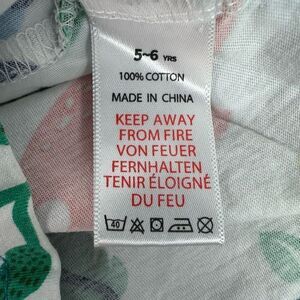 5~6 YRS
100% COTTON
MADE IN CHINA
KEEP AWAY
FROM FIRE
VON FEUER
FERNHALTEN
TENIR ÉLOIGNÉ
DU FEU
40